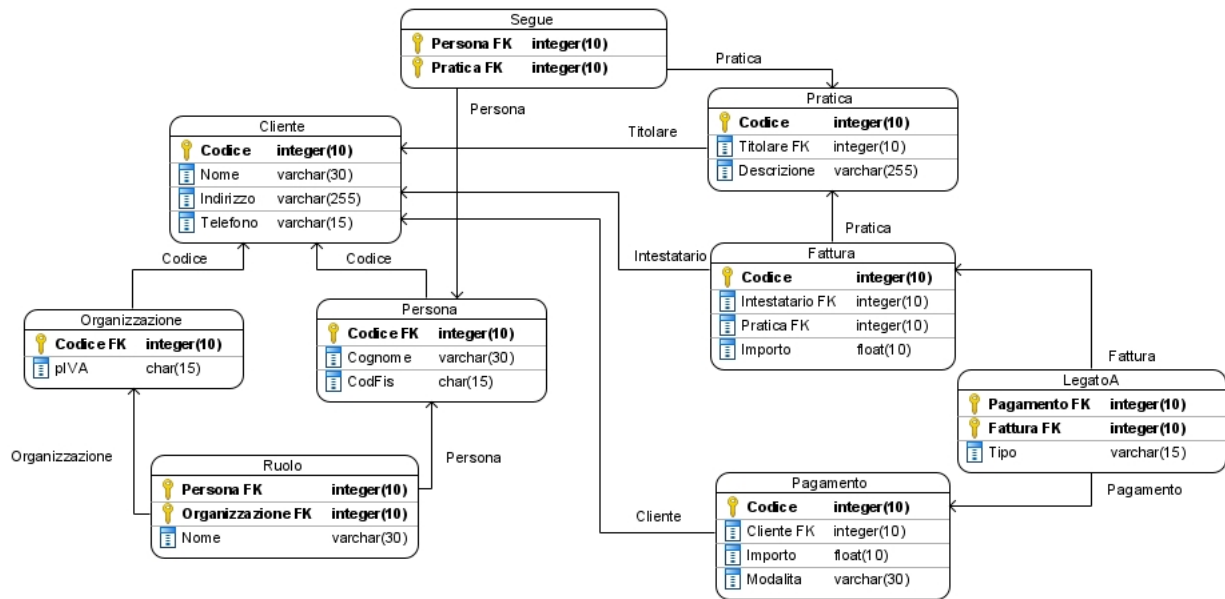 Segue
Persona FK integer(10)
Pratica FK integer(10)
Pratica
Persona
Pratica
Codice integer(10)
Titolare FK integer(10)
Descrizione varchar(255)
Titolare
Cliente
Codice integer(10)
Nome varchar(30)
Indirizzo varchar(255)
Telefono varchar(15)
Pratica
Intestatario
Codice
Codice
Fattura
Codice integer(10)
Intestatario FK integer(10)
Pratica FK integer(10)
Importo float(10)
Organizzazione
Codice FK integer(10)
pIVA char(15)
Persona
Codice FK integer(10)
Cognome varchar(30)
CodFis char(15)
Fattura
LegatoA
Pagamento FK integer(10)
Fattura FK integer(10)
Tipo varchar(15)
Organizzazione
Persona
Ruolo
Persona FK integer(10)
Organizzazione FK integer(10)
Nome varchar(30)
Pagamento
Cliente
Pagamento
Codice integer(10)
Cliente FK integer(10)
Importo float(10)
Modalita varchar(30)